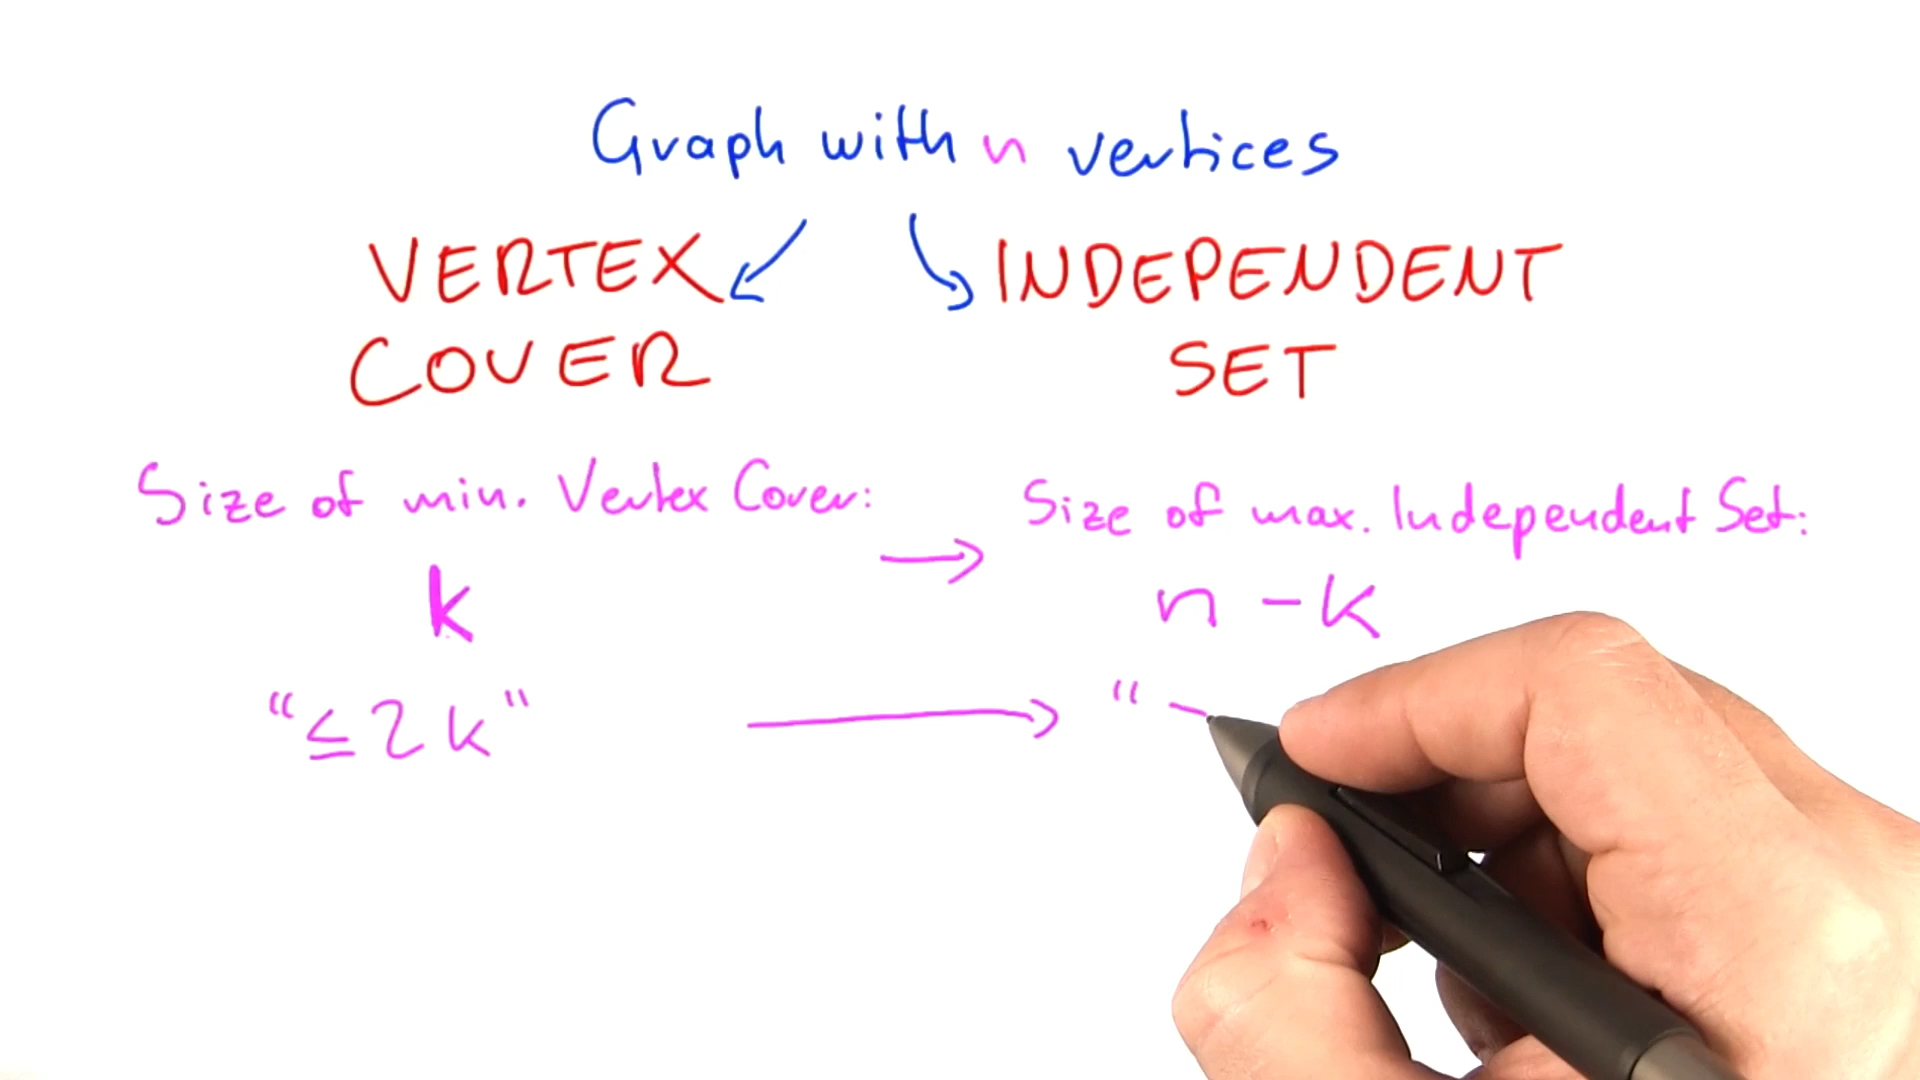 Graph with n vertices
VERTEX
COVER
INDEPENDENT
SET
Size of min. Vertex Cover:
k
"≤2k"
Size of max. Independent Set:
n-k
"